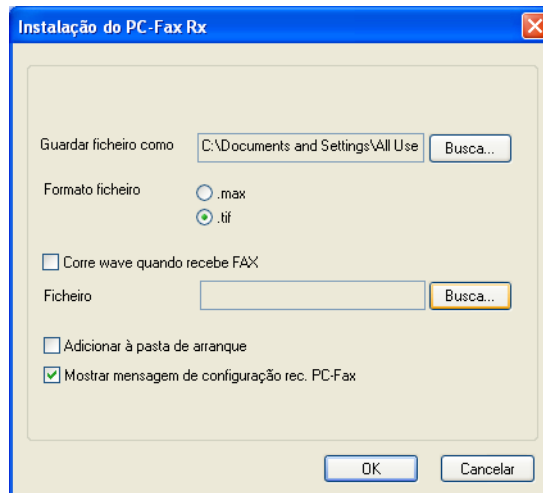 Instalação do PC-Fax Rx
Guardar ficheiro como C:\Documents and Settings\All Use Busca...
Formato ficheiro .max
.tif
Corre wave quando recebe FAX
Ficheiro Busca...
Adicionar à pasta de arranque
Mostrar mensagem de configuração rec. PC-Fax
OK Cancelar